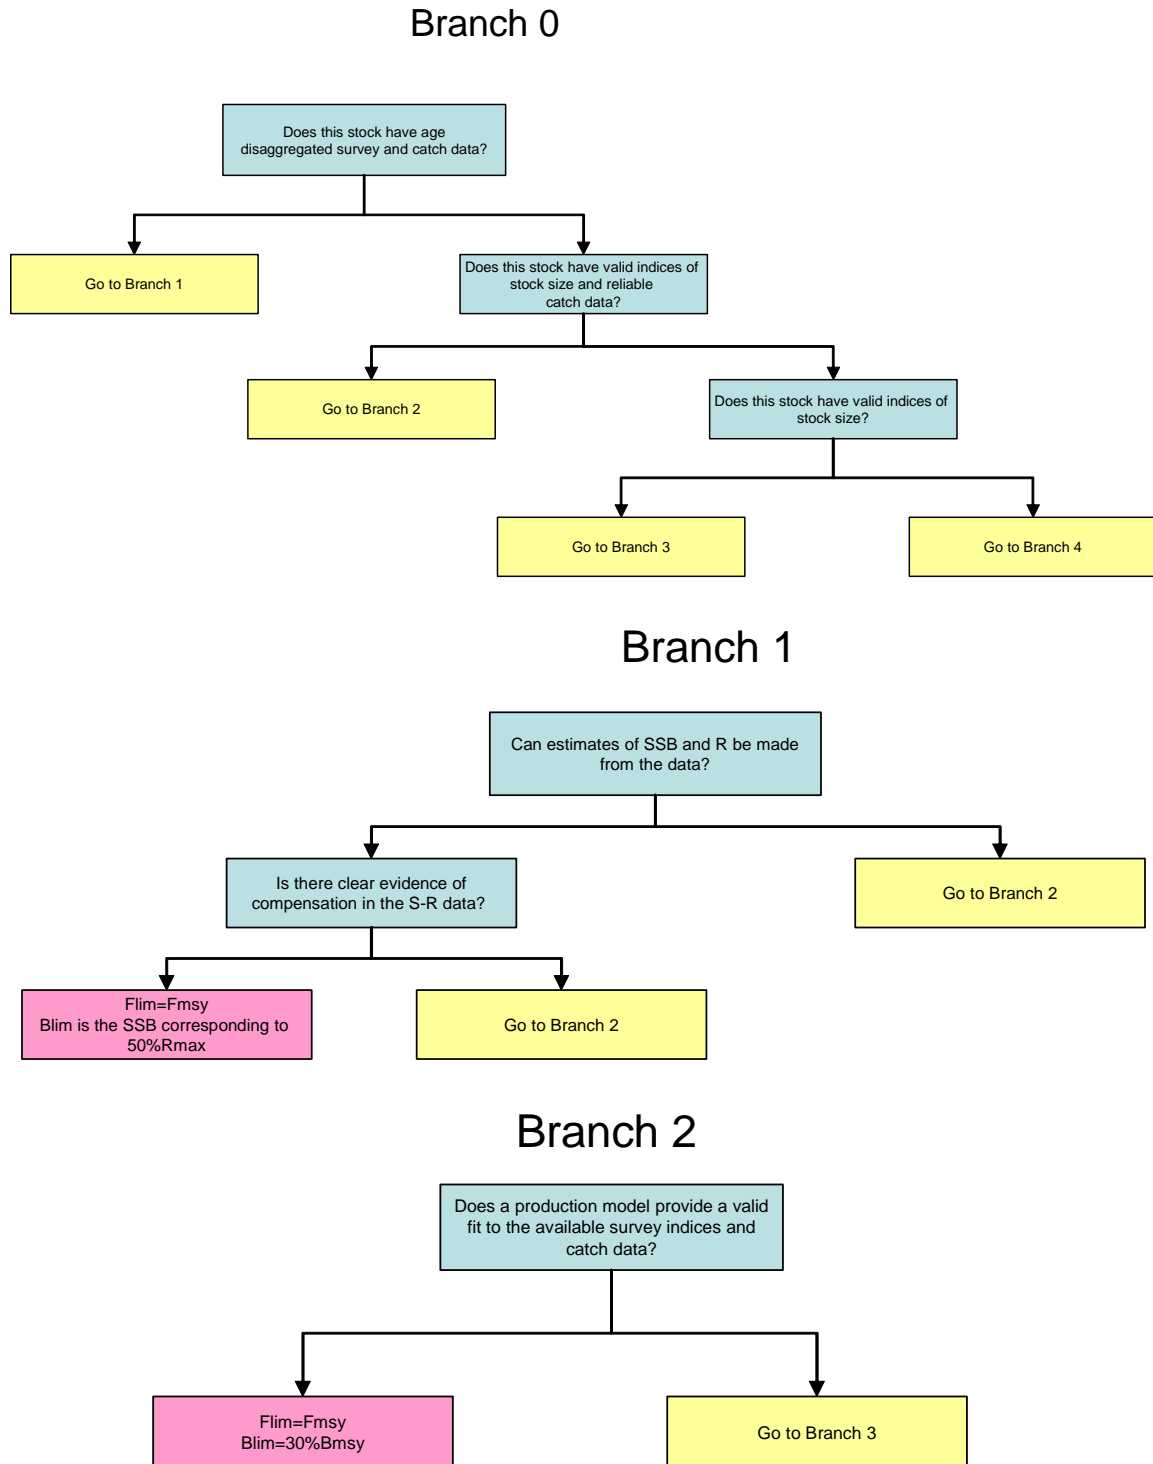 Branch 0
Does this stock have age
disaggregated survey and catch data?
Go to Branch 1
Does this stock have valid indices of
stock size and reliable
catch data?
Go to Branch 2
Does this stock have valid indices of
stock size?
Go to Branch 3
Go to Branch 4
Branch 1
Can estimates of SSB and R be made
from the data?
Is there clear evidence of
compensation in the S-R data?
Go to Branch 2
Flim=Fmsy
Blim is the SSB corresponding to
50%Rmax
Go to Branch 2
Branch 2
Does a production model provide a valid
fit to the available survey indices and
catch data?
Flim=Fmsy
Blim=30%Bmsy
Go to Branch 3